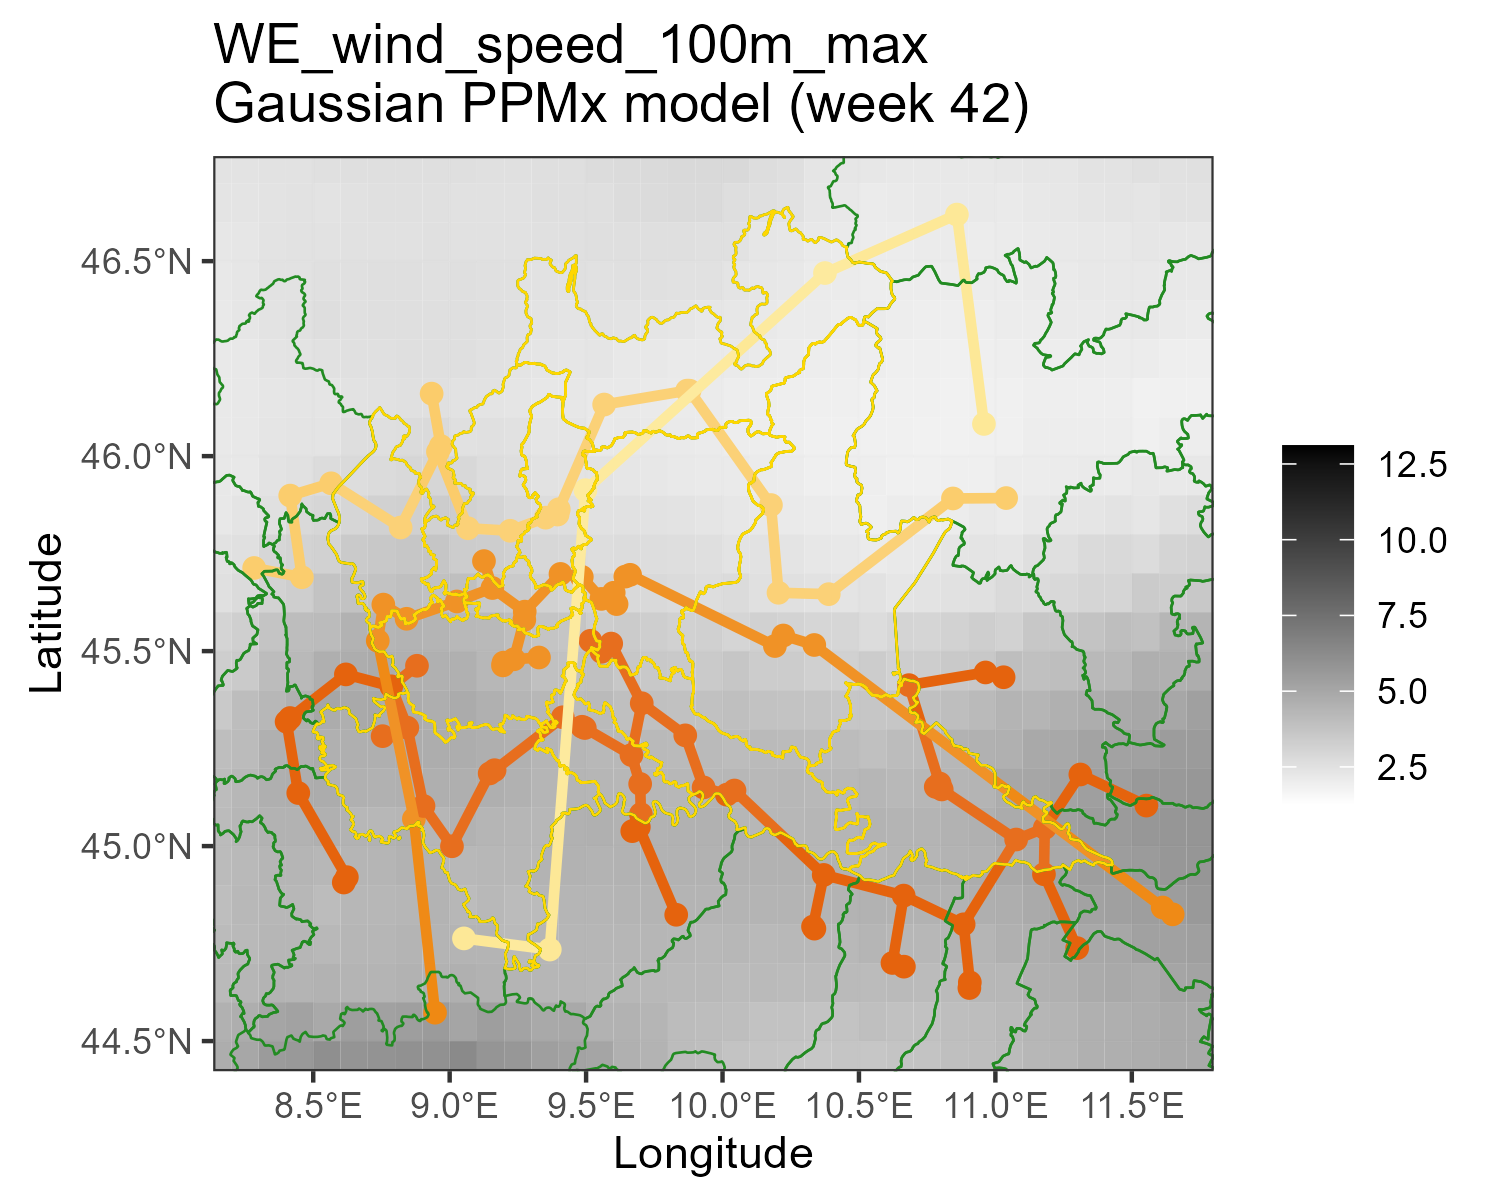 WE_wind_speed_100m_max
Gaussian PPMx model (week 42)
46.5°N
46.0°N
45.5°N
45.0°N
44.5°N
Latitude
8.5°E 9.0°E 9.5°E 10.0°E 10.5°E 11.0°E 11.5°E
Longitude
12.5
10.0
7.5
5.0
2.5